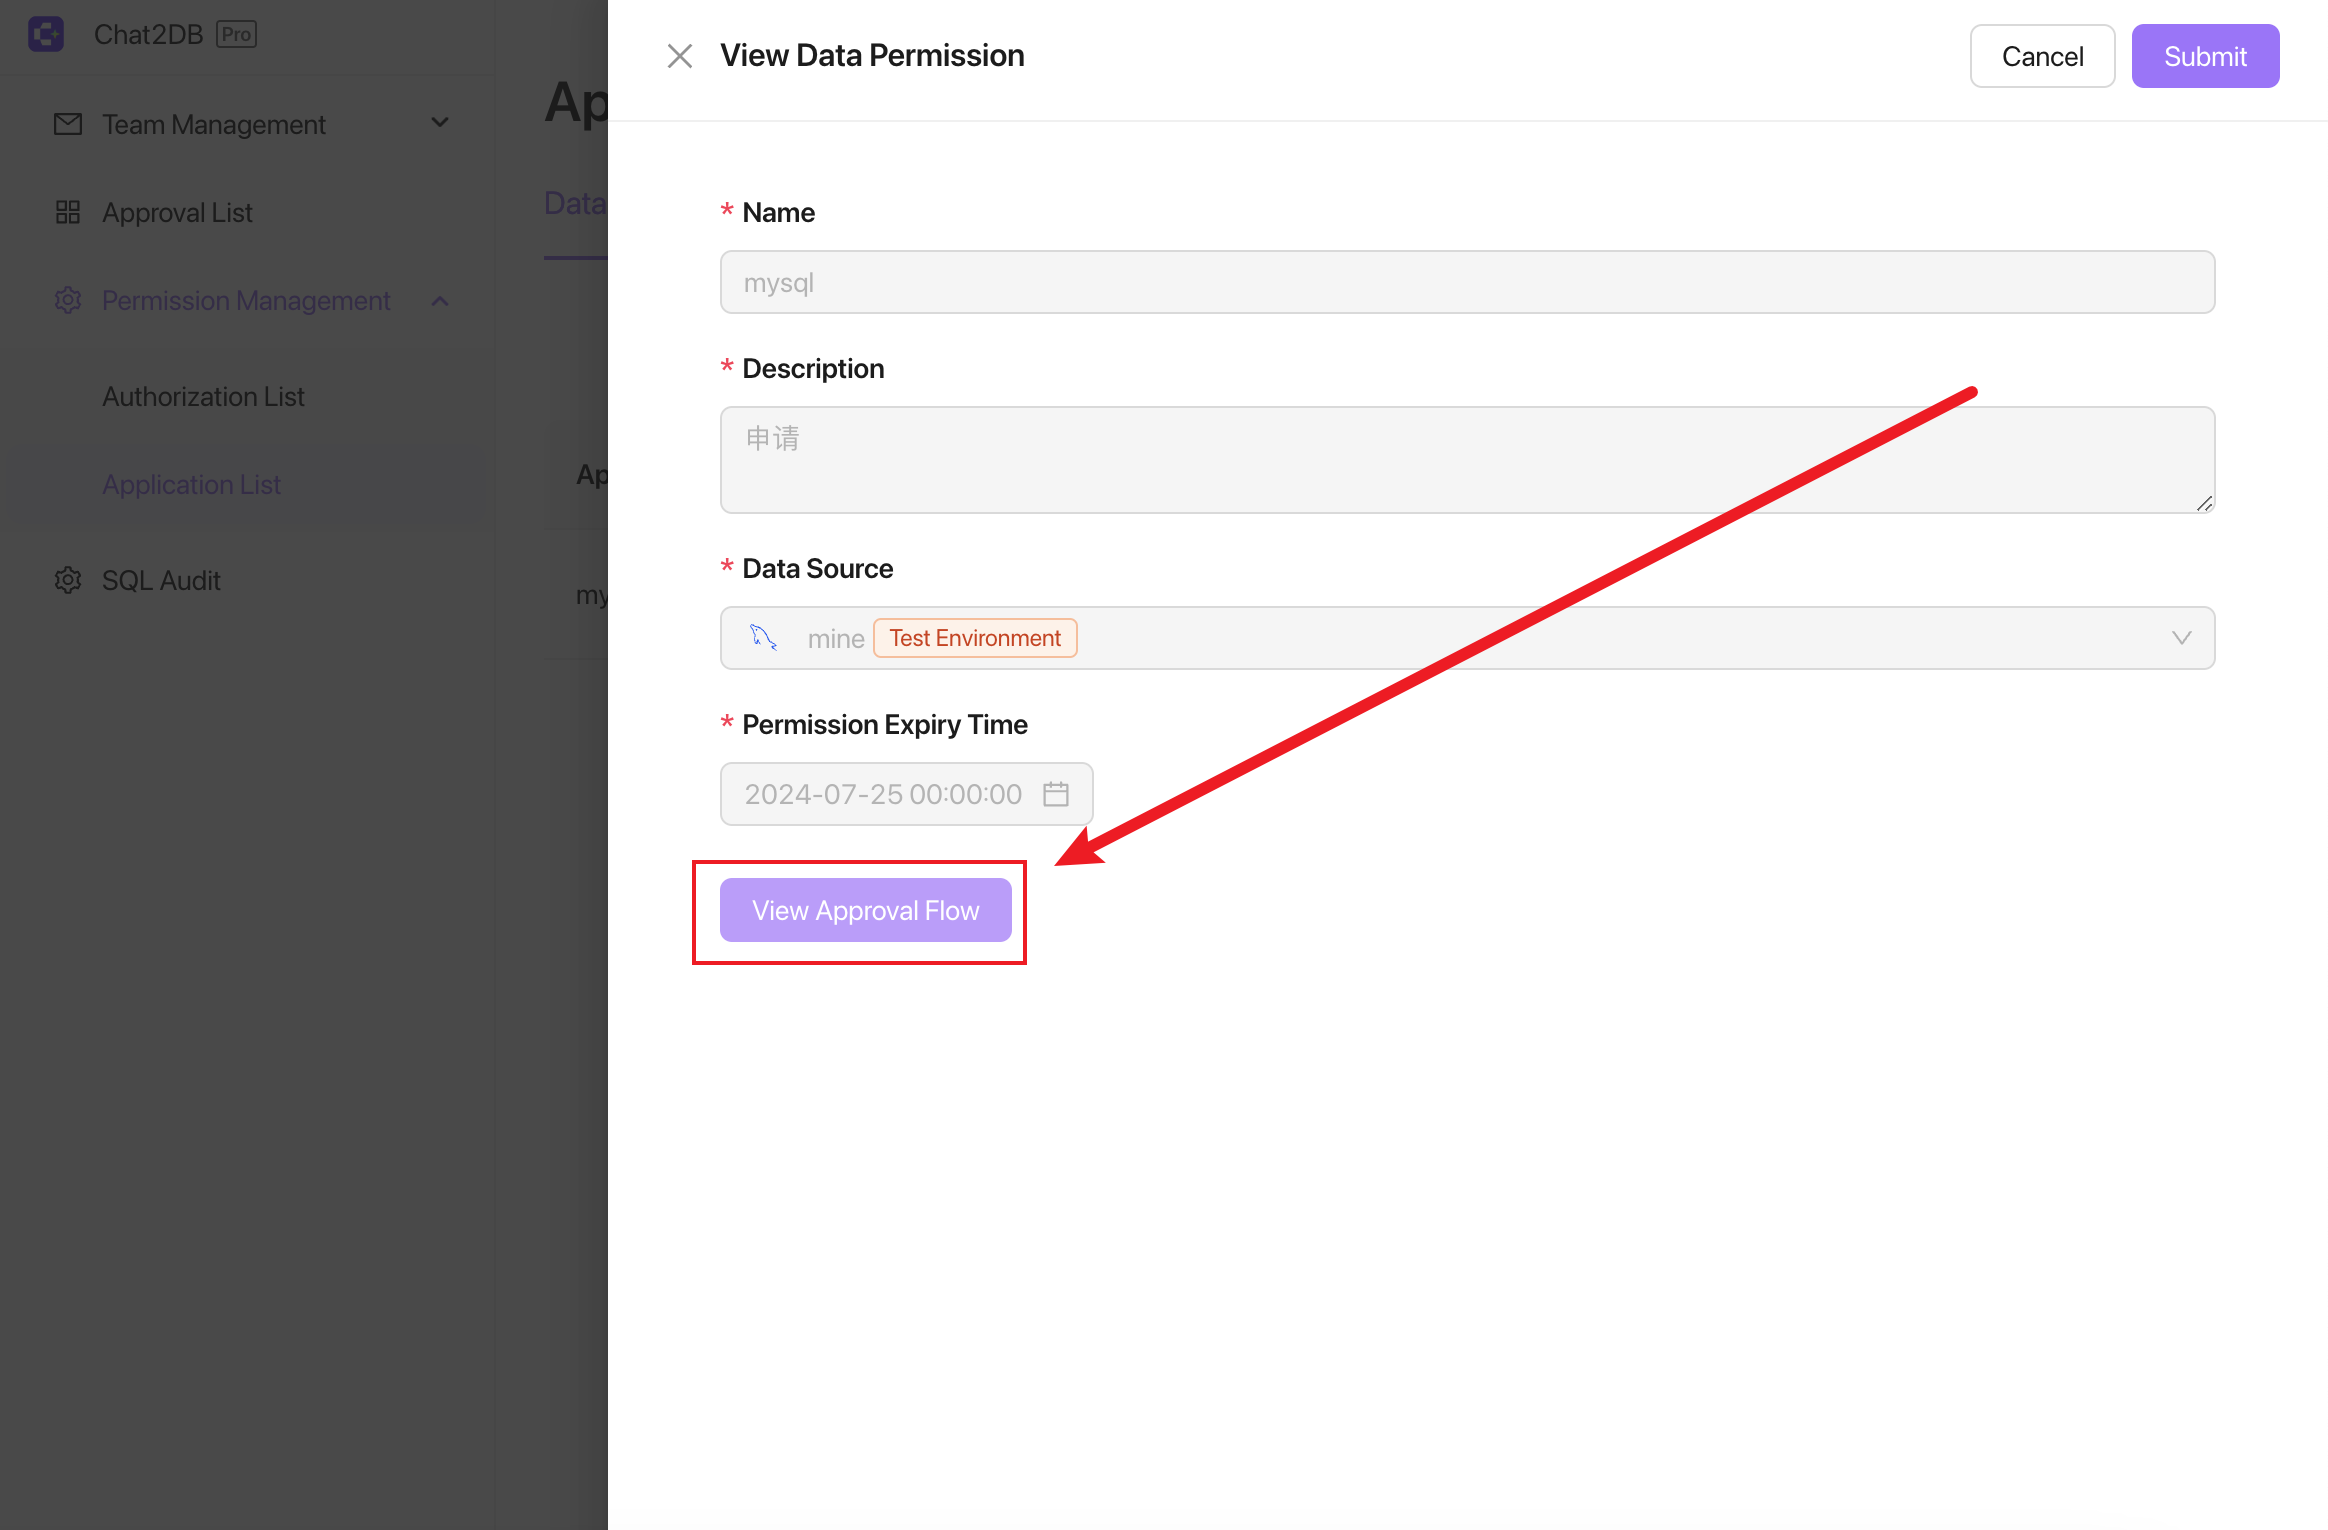 Chat2DB Pro
Team Management
Approval List
Permission Management
Authorization List
Application List
SQL Audit
Ap
Data
Ap
my
View Data Permission
Cancel
Submit
* Name
mysql
* Description
申请
* Data Source
mine Test Environment
* Permission Expiry Time
2024-07-25 00:00:00
View Approval Flow